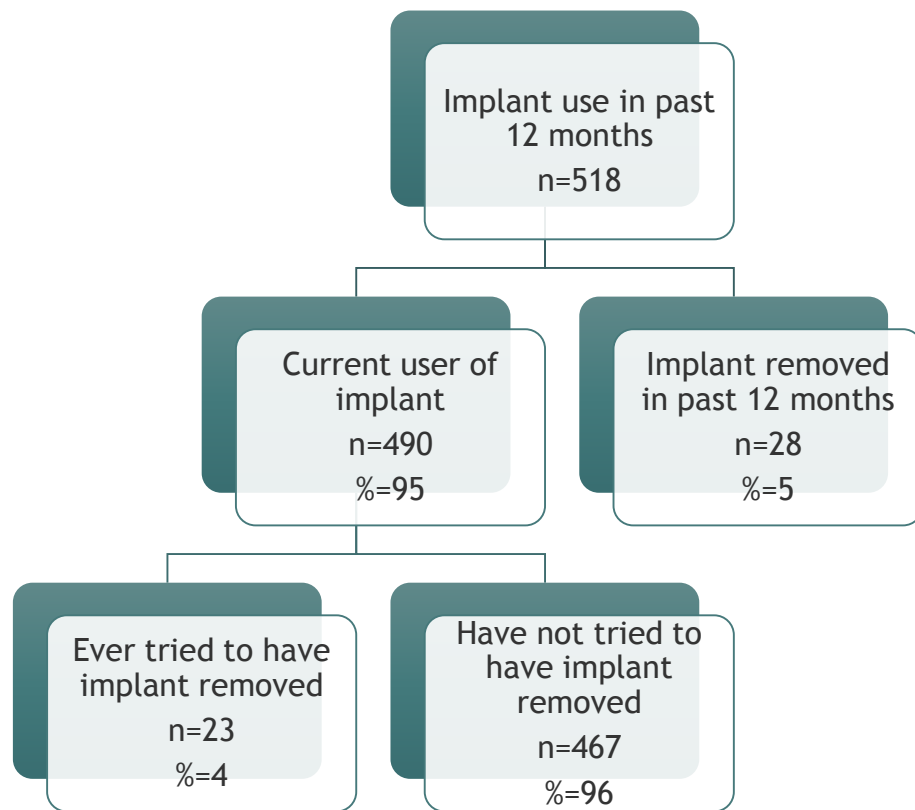 Implant use in past
12 months
n=518
Current user of
implant
n=490
%=95
Implant removed
in past 12 months
n=28
%=5
Ever tried to have
implant removed
n=23
%=4
Have not tried to
have implant
removed
n=467
%=96